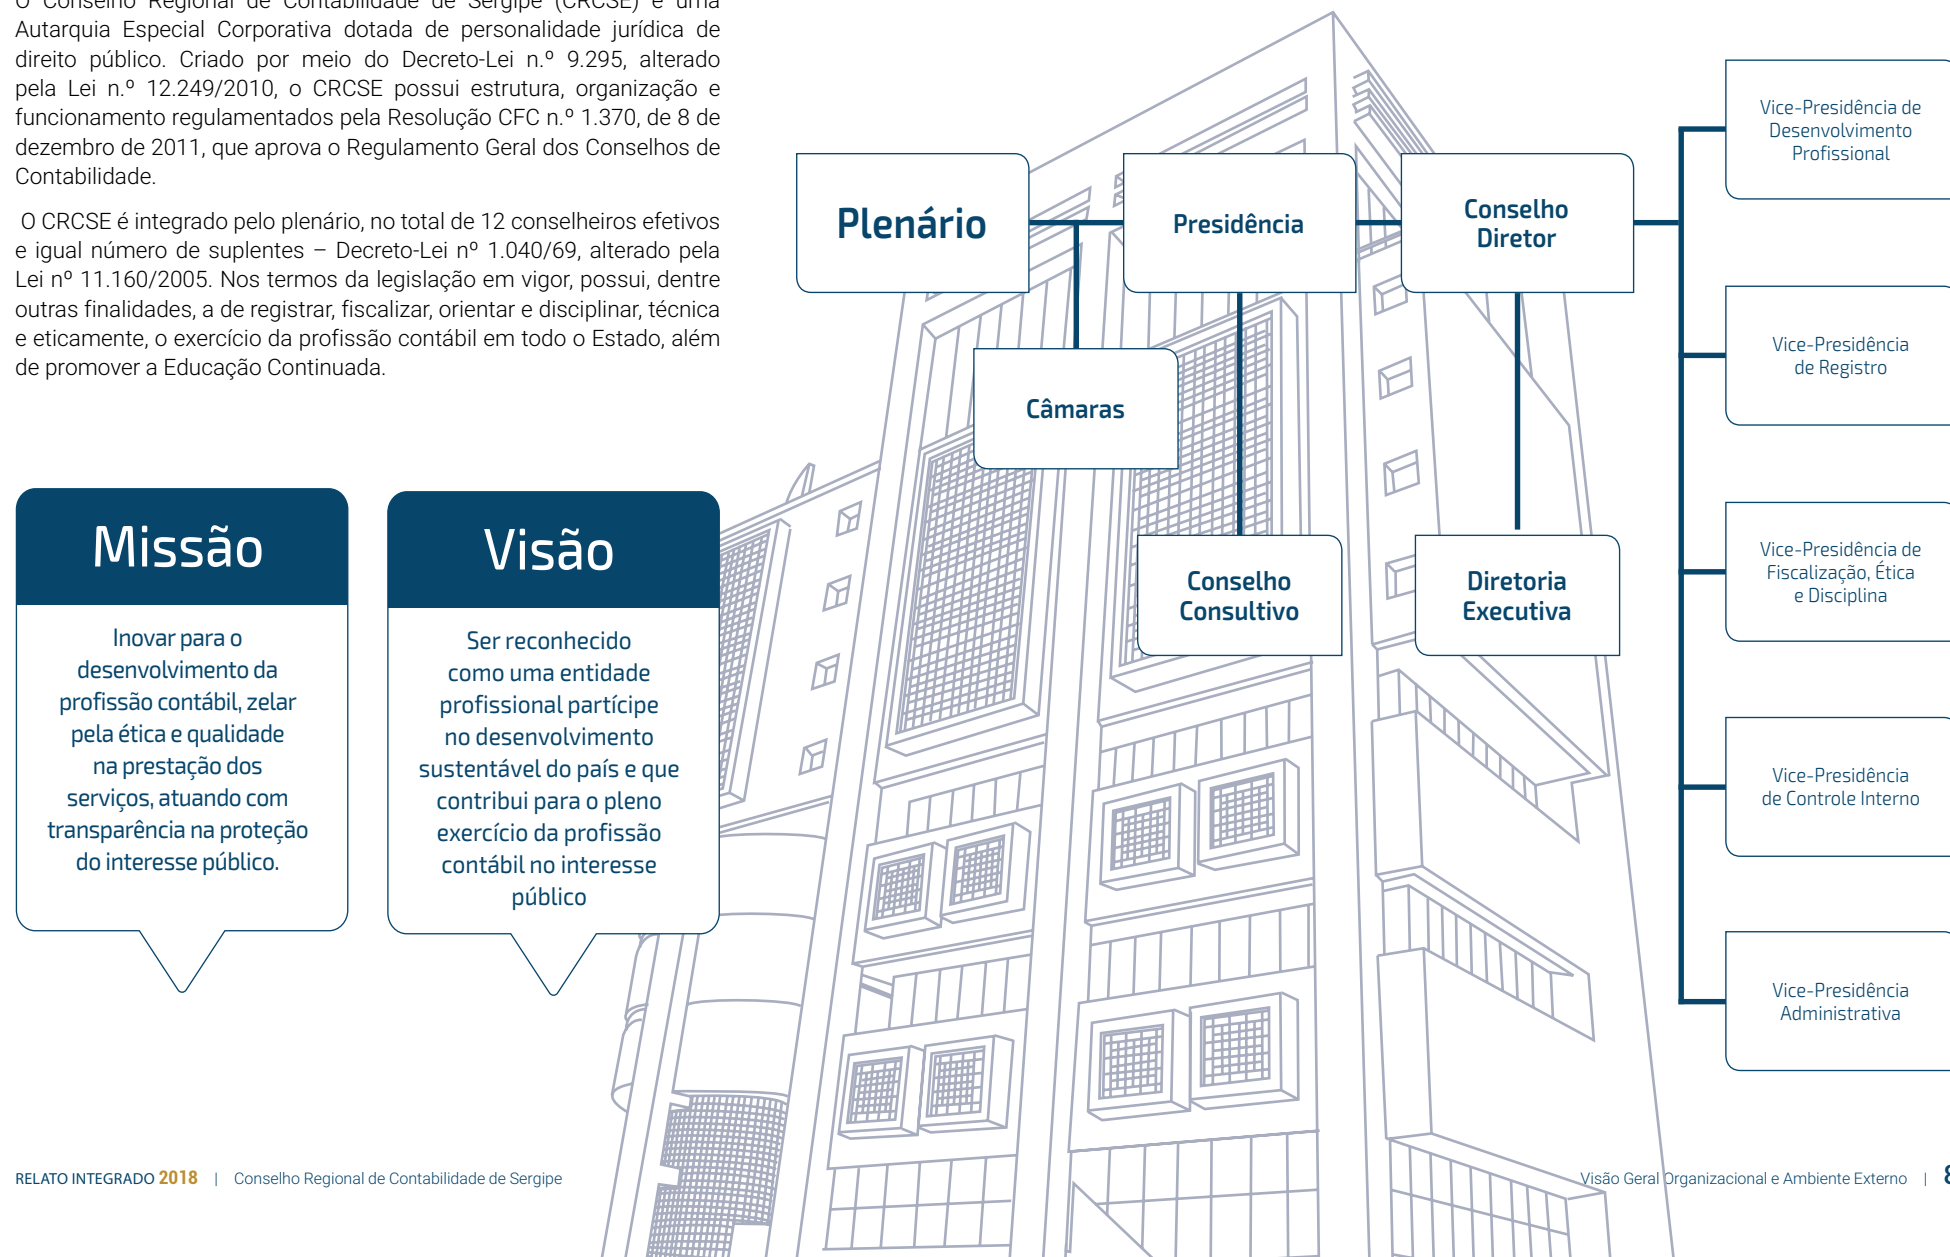 O Conselho Regional de Contabilidade de Sergipe (CRCSE) é uma
Autarquia Especial Corporativa dotada de personalidade jurídica de
direito público. Criado por meio do Decreto-Lei n.º 9.295, alterado
pela Lei n.º 12.249/2010, o CRCSE possui estrutura, organização e
funcionamento regulamentados pela Resolução CFC n.º 1.370, de 8 de
dezembro de 2011, que aprova o Regulamento Geral dos Conselhos de
Contabilidade.
O CRCSE é integrado pelo plenário, no total de 12 conselheiros efetivos
e igual número de suplentes – Decreto-Lei nº 1.040/69, alterado pela
Lei nº 11.160/2005. Nos termos da legislação em vigor, possui, dentre
outras finalidades, a de registrar, fiscalizar, orientar e disciplinar, técnica
e eticamente, o exercício da profissão contábil em todo o Estado, além
de promover a Educação Continuada.
Missão
Inovar para o
desenvolvimento da
profissão contábil, zelar
pela ética e qualidade
na prestação dos
serviços, atuando com
transparência na proteção
do interesse público.
Visão
Ser reconhecido
como uma entidade
profissional partícipe
no desenvolvimento
sustentável do país e que
contribui para o pleno
exercício da profissão
contábil no interesse
público
Plenário
Presidência
Conselho
Diretor
Câmaras
Conselho
Consultivo
Diretoria
Executiva
Vice-Presidência de
Desenvolvimento
Profissional
Vice-Presidência
de Registro
Vice-Presidência de
Fiscalização, Ética
e Disciplina
Vice-Presidência
de Controle Interno
Vice-Presidência
Administrativa
RELATO INTEGRADO 2018 | Conselho Regional de Contabilidade de Sergipe
Visão Geral Organizacional e Ambiente Externo | 8